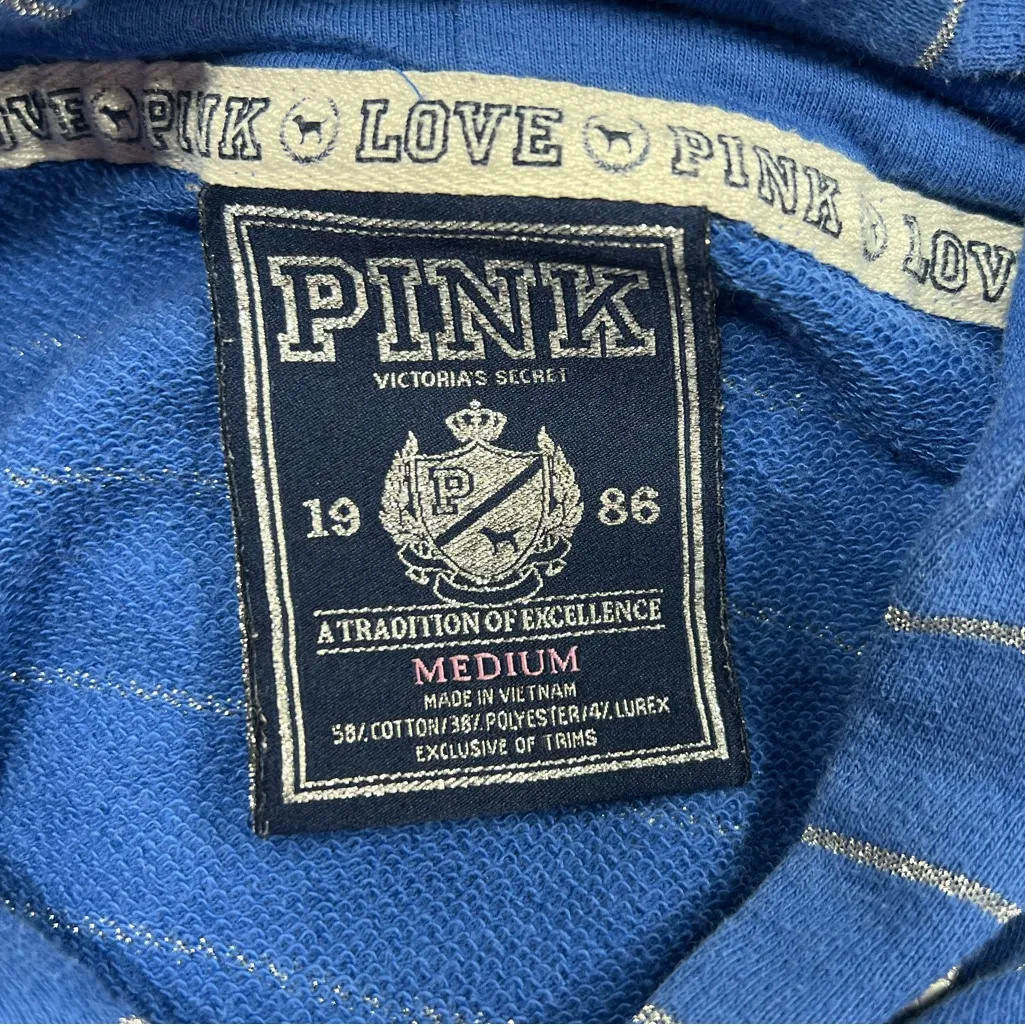 OVE PINK LOVE PINK LOV
PINK
VICTORIA'S SECRET
P
19 86
A TRADITION OF EXCELLENCE
MEDIUM
MADE IN VIETNAM
58% COTTON/38% POLYESTER/4% LUREX
EXCLUSIVE OF TRIMS